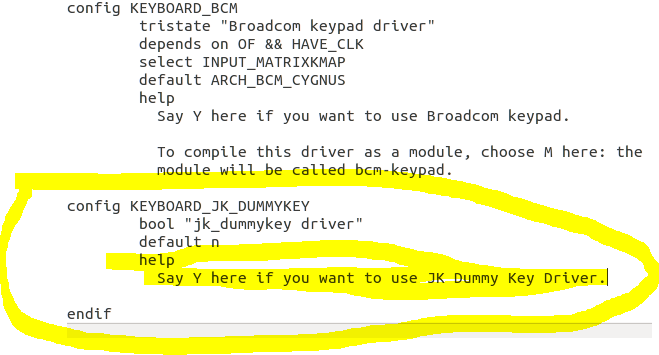 config KEYBOARD_BCM
tristate "Broadcom keypad driver"
depends on OF && HAVE_CLK
select INPUT_MATRIXKMAP
default ARCH_BCM_CYGNUS
help
Say Y here if you want to use Broadcom keypad.
To compile this driver as a module, choose M here: the
module will be called bcm-keypad.
config KEYBOARD_JK_DUMMYKEY
bool "jk_dummykey driver"
default n
help
Say Y here if you want to use JK Dummy Key Driver.
endif